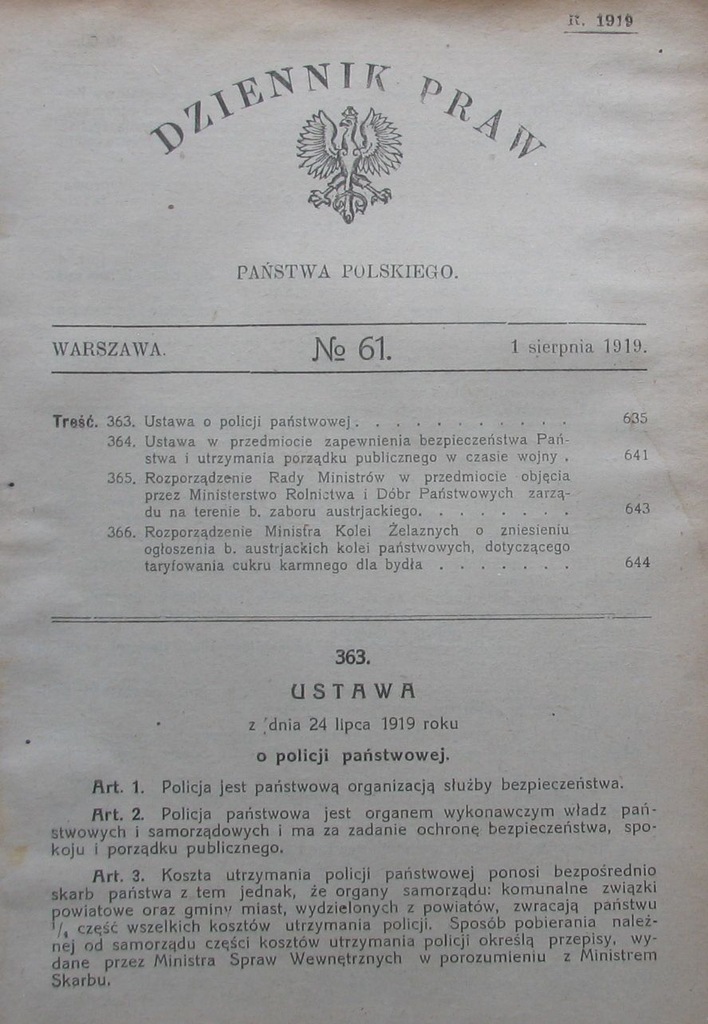 R. 1919
DZIENNIK PRAW
PAŃSTWA POLSKIEGO.
WARSZAWA. № 61. 1 sierpnia 1919.
Treść. 363. Ustawa o policji państwowej . . . . . . . . . . . 635
364. Ustawa w przedmiocie zapewnienia bezpieczeństwa Pań-
stwa i utrzymania porządku publicznego w czasie wojny . 641
365. Rozporządzenie Rady Ministrów w przedmiocie objęcia
przez Ministerstwo Rolnictwa i Dóbr Państwowych zarzą-
du na terenie b. zaboru austrjackiego. . . . . . . . 643
366. Rozporządzenie Ministra Kolei Żelaznych o zniesieniu
ogłoszenia b. austrjackich kolei państwowych, dotyczącego
taryfowania cukru karmnego dla bydła . . . . . . . 644
363.
USTAWA
z dnia 24 lipca 1919 roku
o policji państwowej.
Art. 1. Policja jest państwową organizacją służby bezpieczeństwa.
Art. 2. Policja państwowa jest organem wykonawczym władz pań-
stwowych i samorządowych i ma za zadanie ochronę bezpieczeństwa, spo-
koju i porządku publicznego.
Art. 3. Koszta utrzymania policji państwowej ponosi bezpośrednio
skarb państwa z tem jednak, że organy samorządu: komunalne związki
powiatowe oraz gminy miast, wydzielonych z powiatów, zwracają państwu
1/4 część wszelkich kosztów utrzymania policji. Sposób pobierania należ-
nej od samorządu części kosztów utrzymania policji określą przepisy, wy-
dane przez Ministra Spraw Wewnętrznych w porozumieniu z Ministrem
Skarbu.